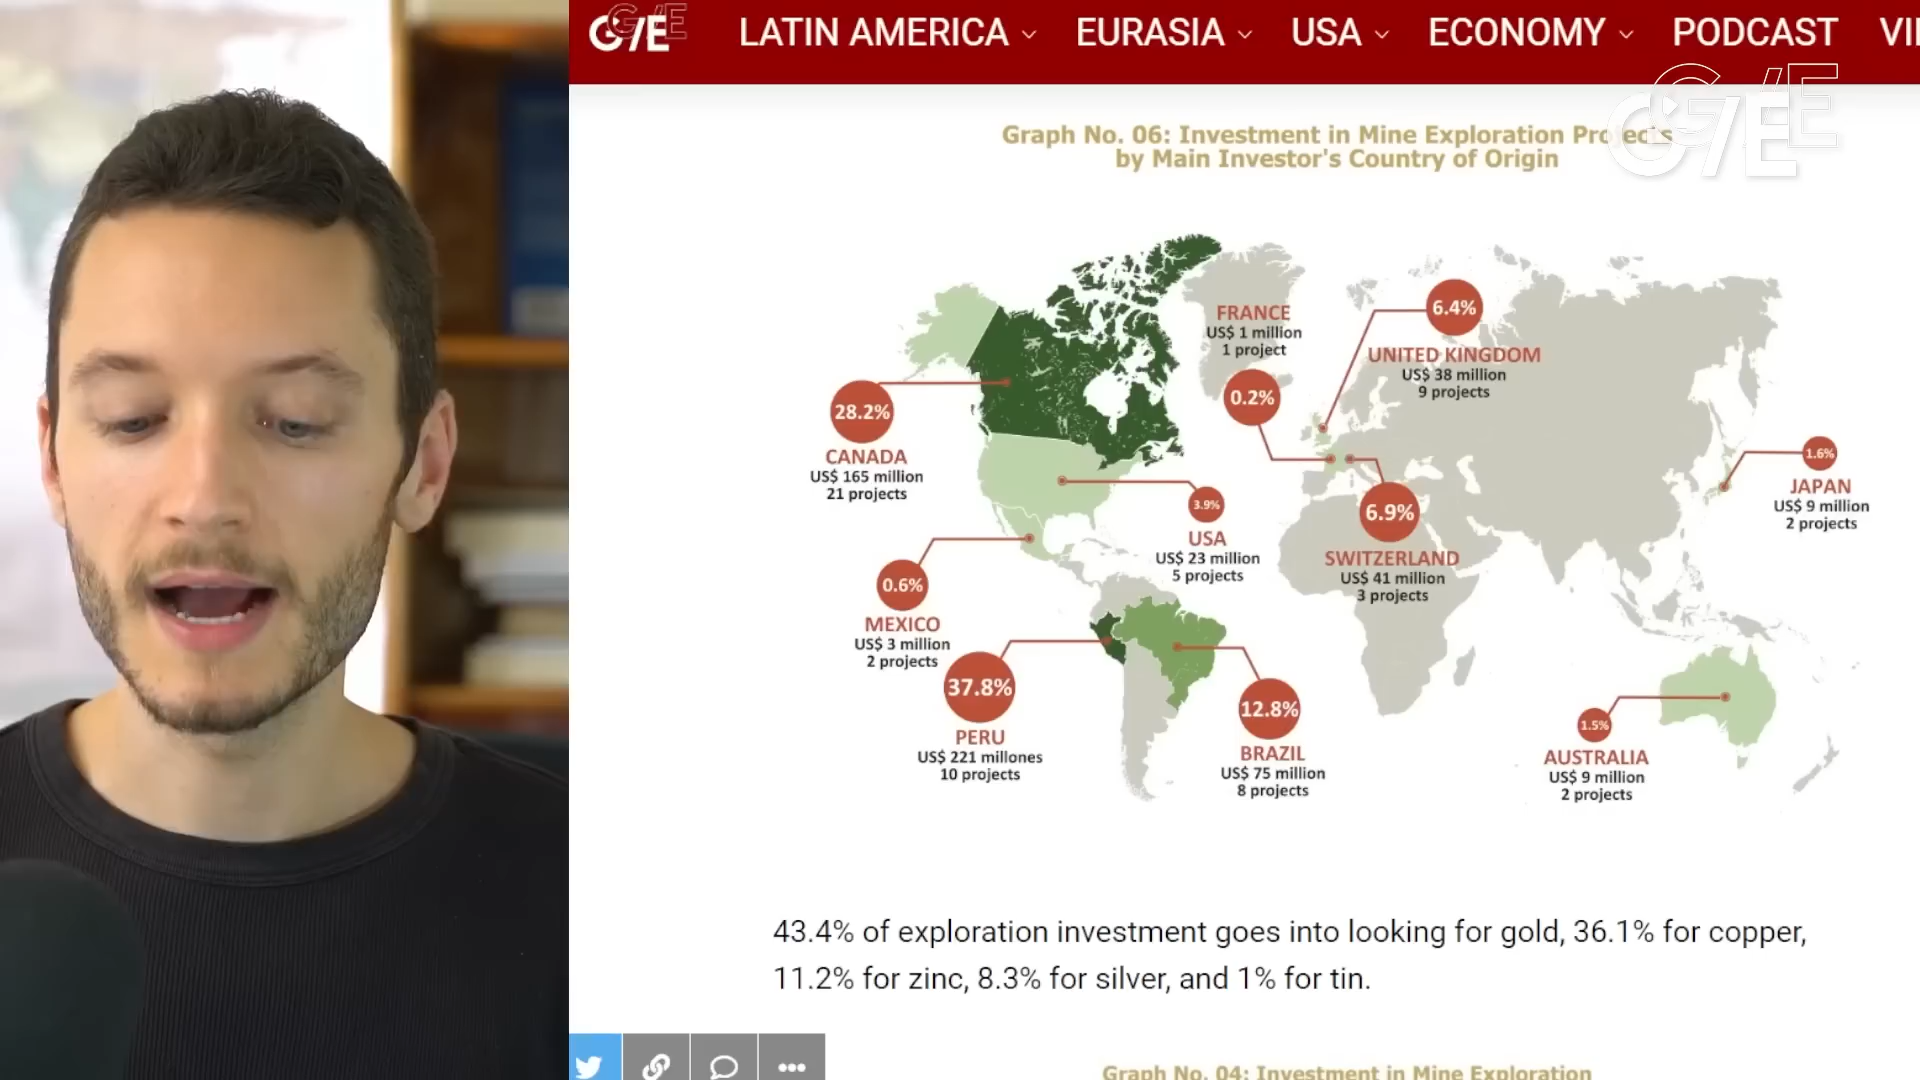 G/E
LATIN AMERICA
EURASIA
USA
ECONOMY
PODCAST
G/E
Graph No. 06: Investment in Mine Exploration Projects
by Main Investor's Country of Origin
6.4%
UNITED KINGDOM
US$ 38 million
9 projects
FRANCE
US$ 1 million
1 project
0.2%
28.2%
CANADA
US$ 165 million
21 projects
1.6%
JAPAN
US$ 9 million
2 projects
3.9%
USA
US$ 23 million
5 projects
6.9%
SWITZERLAND
US$ 41 million
3 projects
0.6%
MEXICO
US$ 3 million
2 projects
37.8%
PERU
US$ 221 millones
10 projects
12.8%
BRAZIL
US$ 75 million
8 projects
1.5%
AUSTRALIA
US$ 9 million
2 projects
43.4% of exploration investment goes into looking for gold, 36.1% for copper,
11.2% for zinc, 8.3% for silver, and 1% for tin.
Graph No. 04: Investment in Mine Exploration